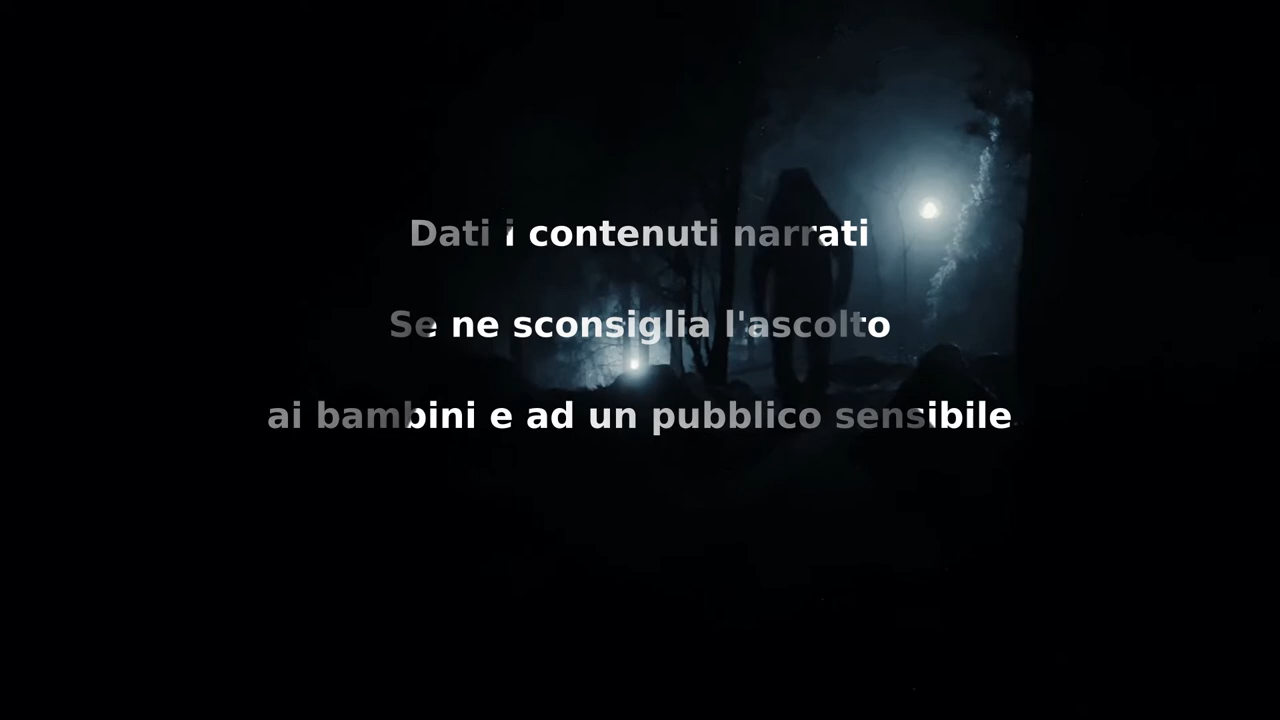 Dati i contenuti narrati
Se ne sconsiglia l'ascolto
ai bambini e ad un pubblico sensibile